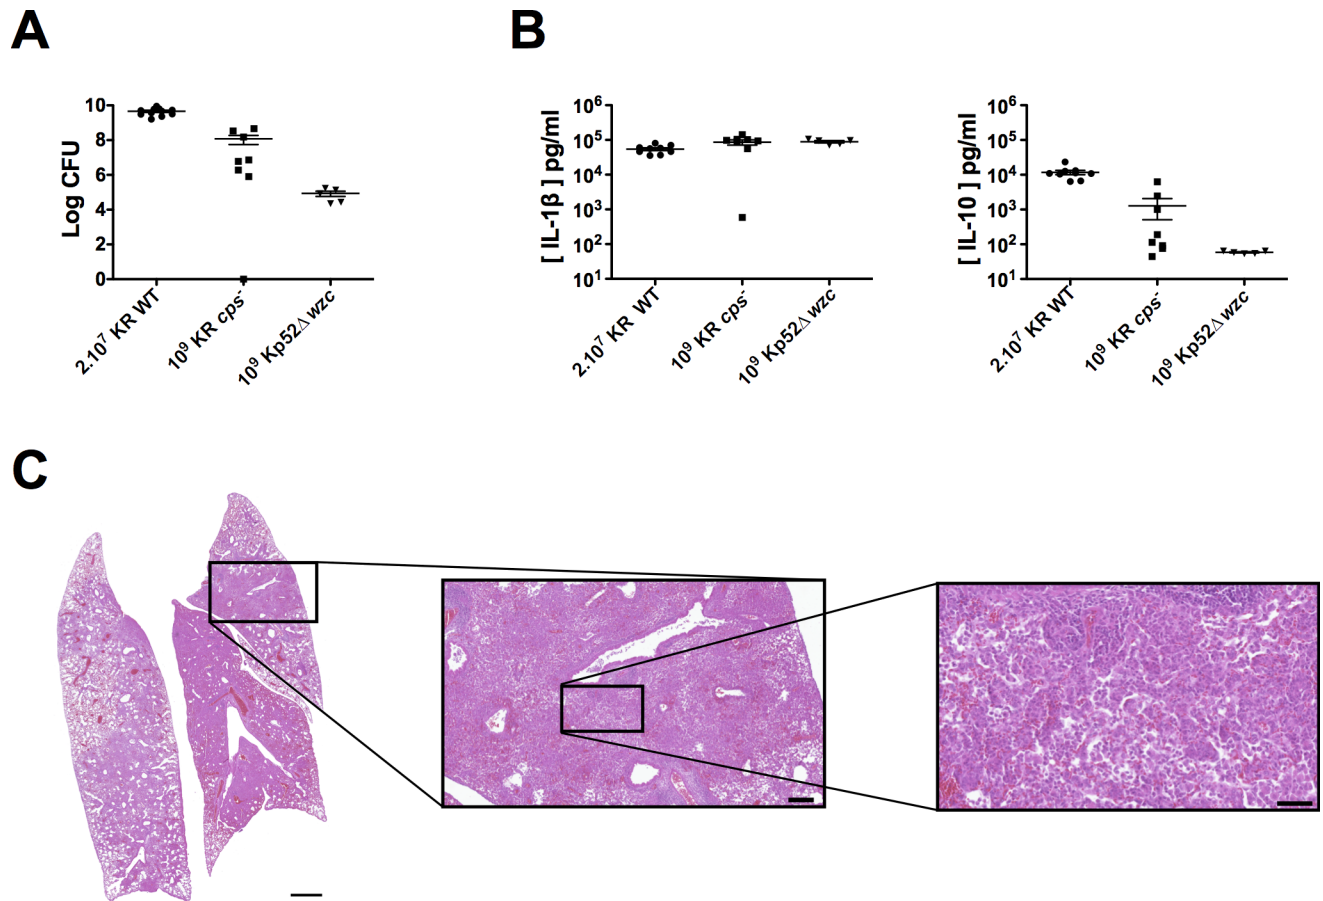 A
B
Log CFU
10
8
6
4
2
0
2.10⁷ KR WT
10⁹ KR cps⁻
10⁹ Kp52Δwzc
[ IL-1β ] pg/ml
10⁶
10⁵
10⁴
10³
10²
10¹
2.10⁷ KR WT
10⁹ KR cps⁻
10⁹ Kp52Δwzc
[ IL-10 ] pg/ml
10⁶
10⁵
10⁴
10³
10²
10¹
2.10⁷ KR WT
10⁹ KR cps⁻
10⁹ Kp52Δwzc
C